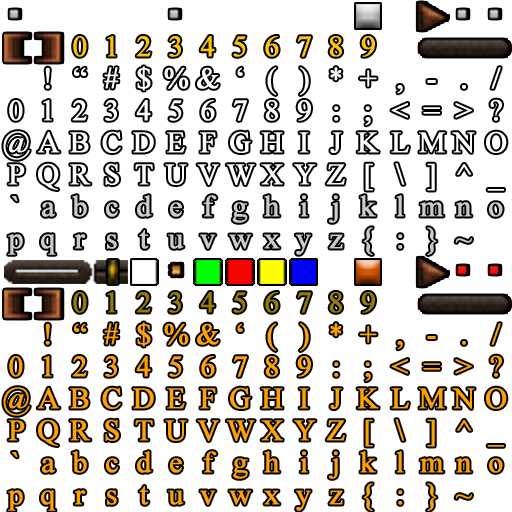 0 1 2 3 4 5 6 7 8 9
! “ # $ % & ‘ ( ) * + , - . /
0 1 2 3 4 5 6 7 8 9 : ; < = > ?
@ A B C D E F G H I J K L M N O
P Q R S T U V W X Y Z [ \ ] ^ _
` a b c d e f g h i j k l m n o
p q r s t u v w x y z { : } ~
0 1 2 3 4 5 6 7 8 9
! “ # $ % & ‘ ( ) * + , - . /
0 1 2 3 4 5 6 7 8 9 : ; < = > ?
@ A B C D E F G H I J K L M N O
P Q R S T U V W X Y Z [ \ ] ^ _
` a b c d e f g h i j k l m n o
p q r s t u v w x y z { : } ~